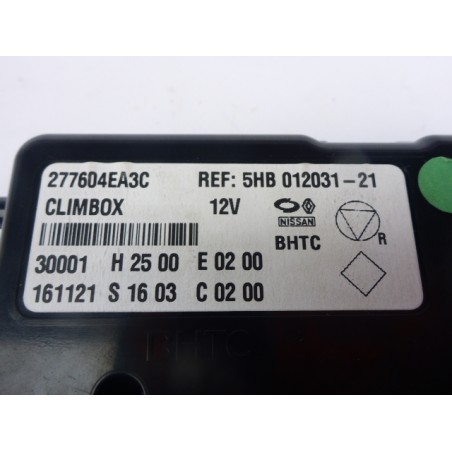 277604EA3C REF: 5HB 012031-21
CLIMBOX 12V
NISSAN
BHTC
R
30001 H 25 00 E 02 00
161121 S 16 03 C 02 00
BHTC